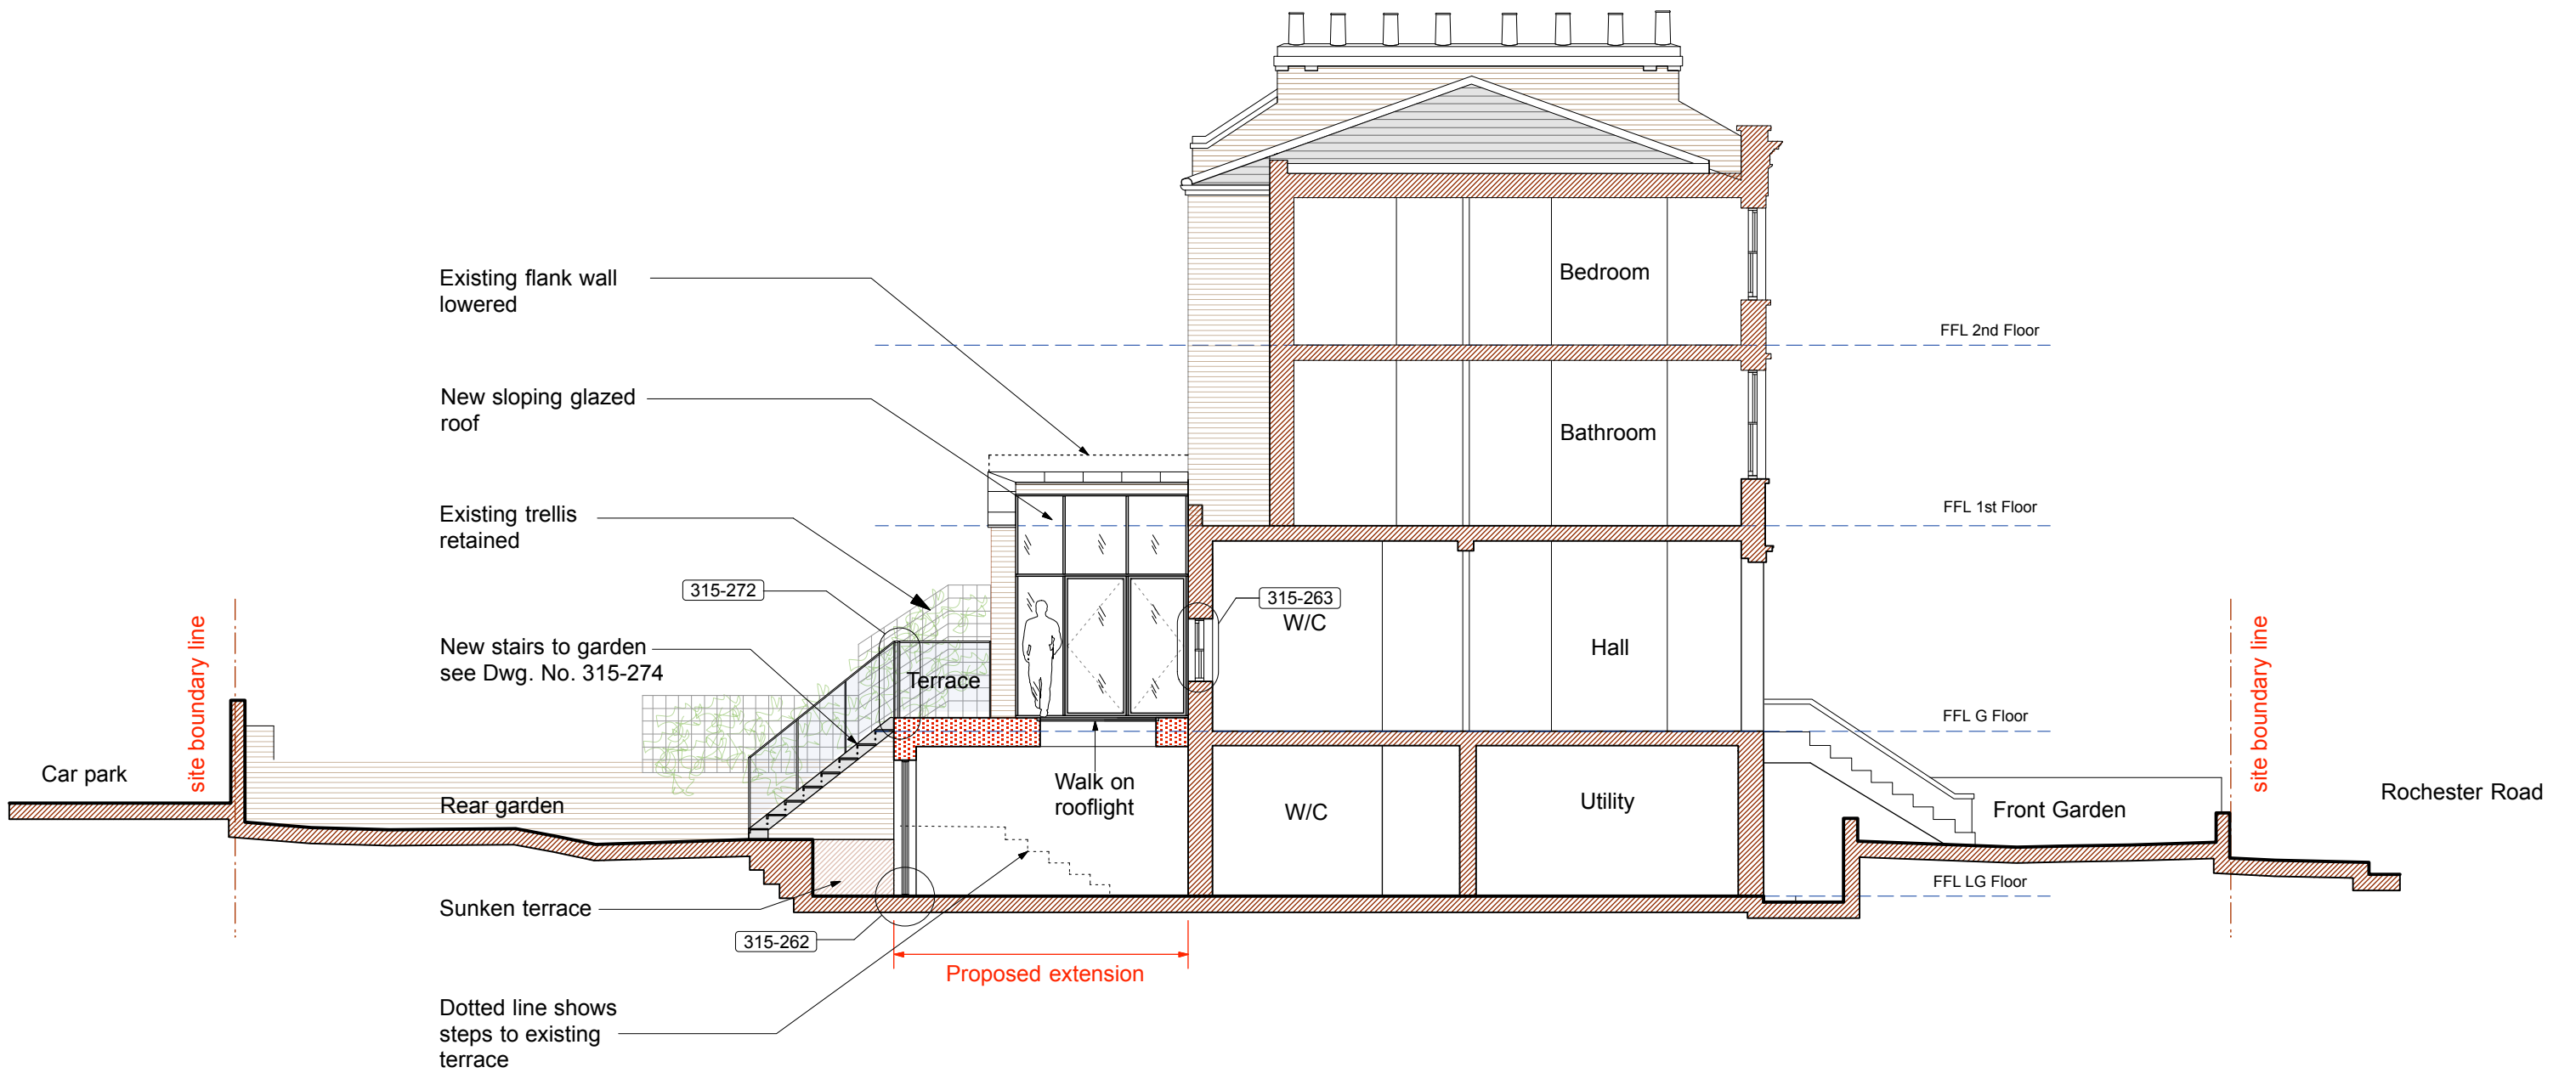 Existing flank wall
lowered
Bedroom
FFL 2nd Floor
New sloping glazed
roof
Bathroom
Existing trellis
retained
FFL 1st Floor
315-272
315-263
W/C
site boundary line
New stairs to garden
see Dwg. No. 315-274
Terrace
Hall
site boundary line
FFL G Floor
Car park
Rear garden
Walk on
rooflight
W/C
Utility
Front Garden
Rochester Road
FFL LG Floor
Sunken terrace
315-262
Proposed extension
Dotted line shows
steps to existing
terrace